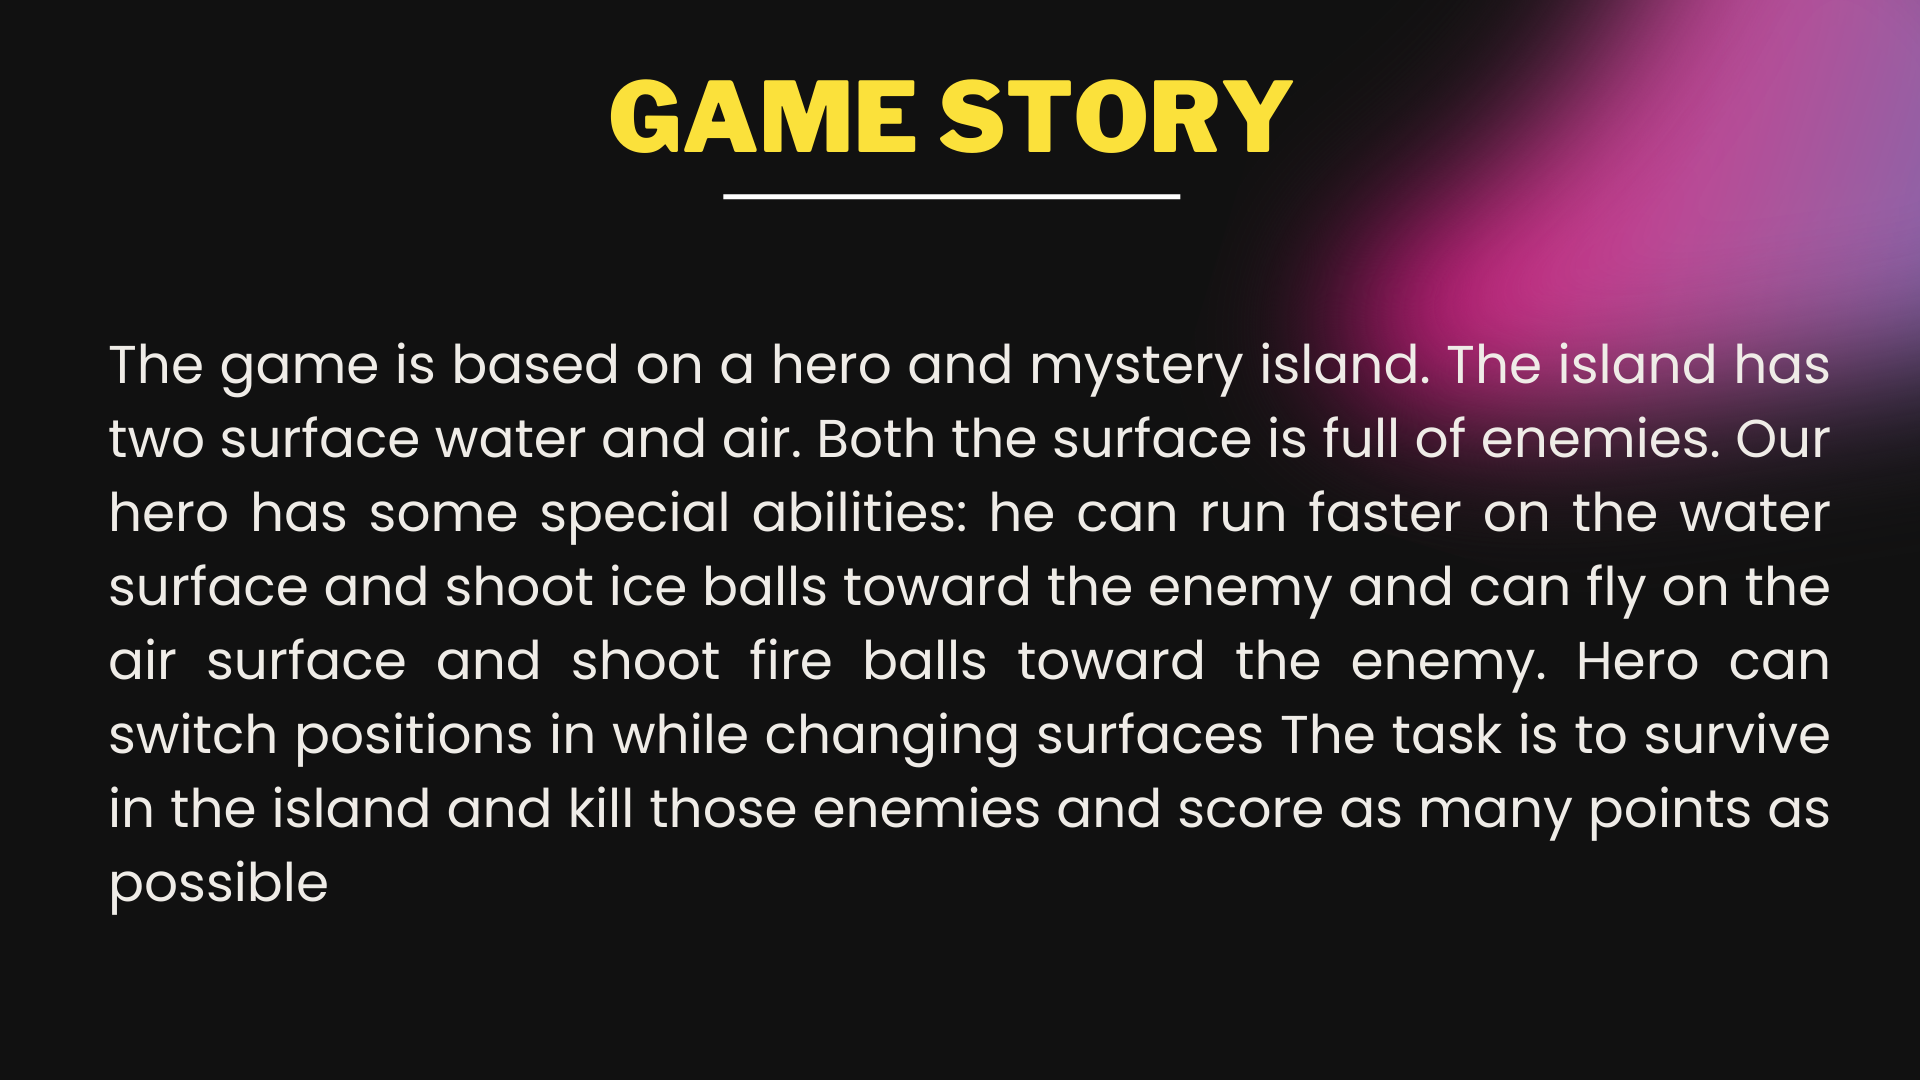 GAME STORY
The game is based on a hero and mystery island. The island has
two surface water and air. Both the surface is full of enemies. Our
hero has some special abilities: he can run faster on the water
surface and shoot ice balls toward the enemy and can fly on the
air surface and shoot fire balls toward the enemy. Hero can
switch positions in while changing surfaces The task is to survive
in the island and kill those enemies and score as many points as
possible